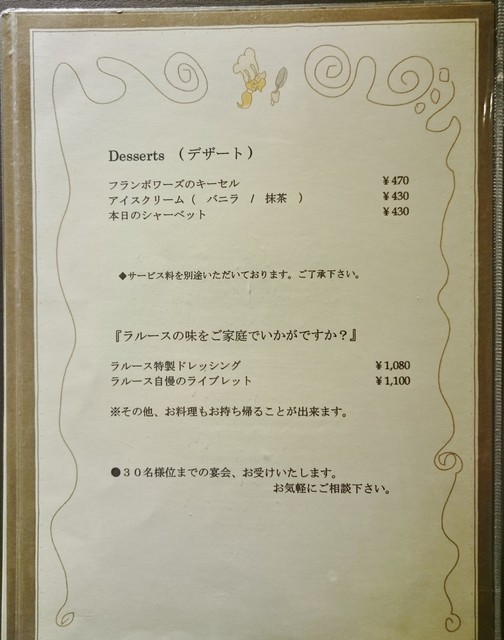 Desserts （デザート）
フランボワーズのキーセル ￥470
アイスクリーム（ バニラ / 抹茶 ） ￥430
本日のシャーベット ￥430
◆サービス料を別途いただいております。ご了承下さい。
『ラルースの味をご家庭でいかがですか？』
ラルース特製ドレッシング ￥1,080
ラルース自慢のライブレット ￥1,100
※その他、お料理もお持ち帰ることが出来ます。
●３０名様位までの宴会、お受けいたします。
お気軽にご相談下さい。